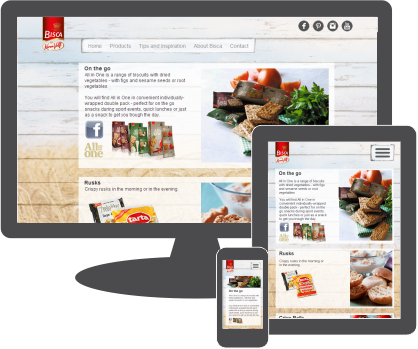 BISCA
Home Products Tips and Inspiration About Bisca Contact
On the go
All in One is a range of biscuits with dried
vegetables - with figs and sesame seeds or root
vegetables
You will find All in One in convenient individually-
wrapped double pack - perfect for on the go
snacks during sport events, quick lunches or just
as a snack to get you though the day.
All in
One
Rusks
Crispy rusks in the morning or in the evening.
tarta
BISCA
On the go
All in One is a range of biscuits with
dried vegetables - with figs and
sesame seeds or root vegetables
You will find All in One in
convenient individually-wrapped
double pack - perfect for on the go
snacks during sport events, quick
lunches or just as a snack to get
you though the day.
Rusks
Crispy rusks in the morning or
in the evening.
On the go